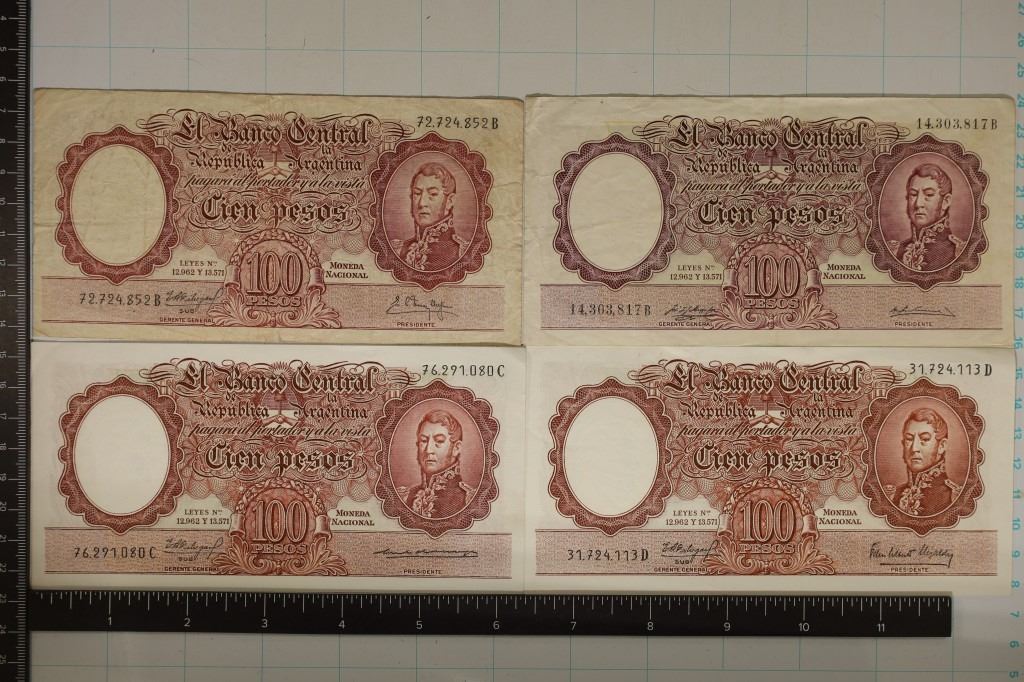 72.724.852 B
El Banco Central
de la
República Argentina
pagará al portador y a la vista
Cien pesos
LEYES Nos
12.962 Y 13.571
100
PESOS
MONEDA
NACIONAL
72.724.852 B
SUB
GERENTE GENERAL
PRESIDENTE
14.303.817 B
El Banco Central
de la
República Argentina
pagará al portador y a la vista
Cien pesos
LEYES Nos
12.962 Y 13.571
100
PESOS
MONEDA
NACIONAL
14.303.817 B
GERENTE GENERAL
PRESIDENTE
76.291.080 C
El Banco Central
de la
República Argentina
pagará al portador y a la vista
Cien pesos
LEYES Nos
12.962 Y 13.571
100
PESOS
MONEDA
NACIONAL
76.291.080 C
SUB
GERENTE GENERAL
PRESIDENTE
31.724.113 D
El Banco Central
de la
República Argentina
pagará al portador y a la vista
Cien pesos
LEYES Nos
12.962 Y 13.571
100
PESOS
MONEDA
NACIONAL
31.724.113 D
SUB
GERENTE GENERAL
PRESIDENTE
1 2 3 4 5 6 7 8 9 10 11